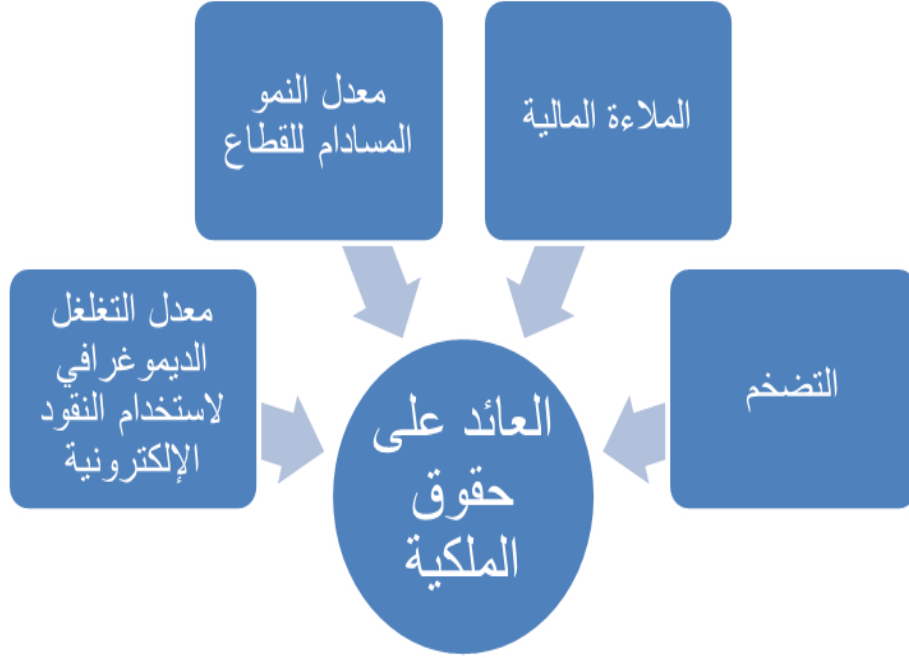 الملاءة المالية
معدل النمو
المسادام للقطاع
التضخم
معدل التغلغل
الديموغرافي
لاستخدام النقود
الإلكترونية
العائد على
حقوق
الملكية